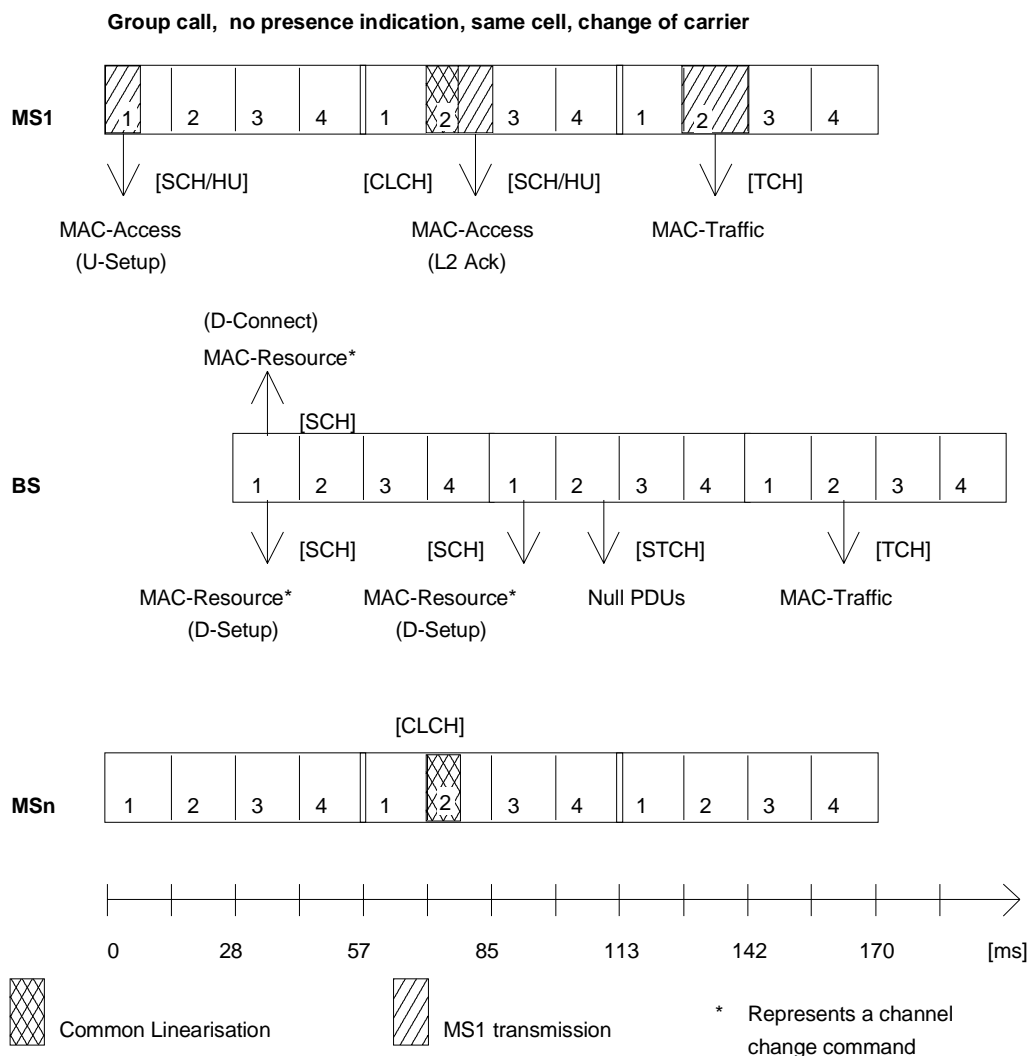 Group call, no presence indication, same cell, change of carrier
MS1
1 2 3 4 1 2 3 4 1 2 3 4
[SCH/HU] [CLCH] [SCH/HU] [TCH]
MAC-Access MAC-Access MAC-Traffic
(U-Setup) (L2 Ack)
(D-Connect)
MAC-Resource*
[SCH]
BS
1 2 3 4 1 2 3 4 1 2 3 4
[SCH] [SCH] [STCH] [TCH]
MAC-Resource* MAC-Resource* Null PDUs MAC-Traffic
(D-Setup) (D-Setup)
[CLCH]
MSn
1 2 3 4 1 2 3 4 1 2 3 4
0 28 57 85 113 142 170 [ms]
Common Linearisation MS1 transmission * Represents a channel
change command